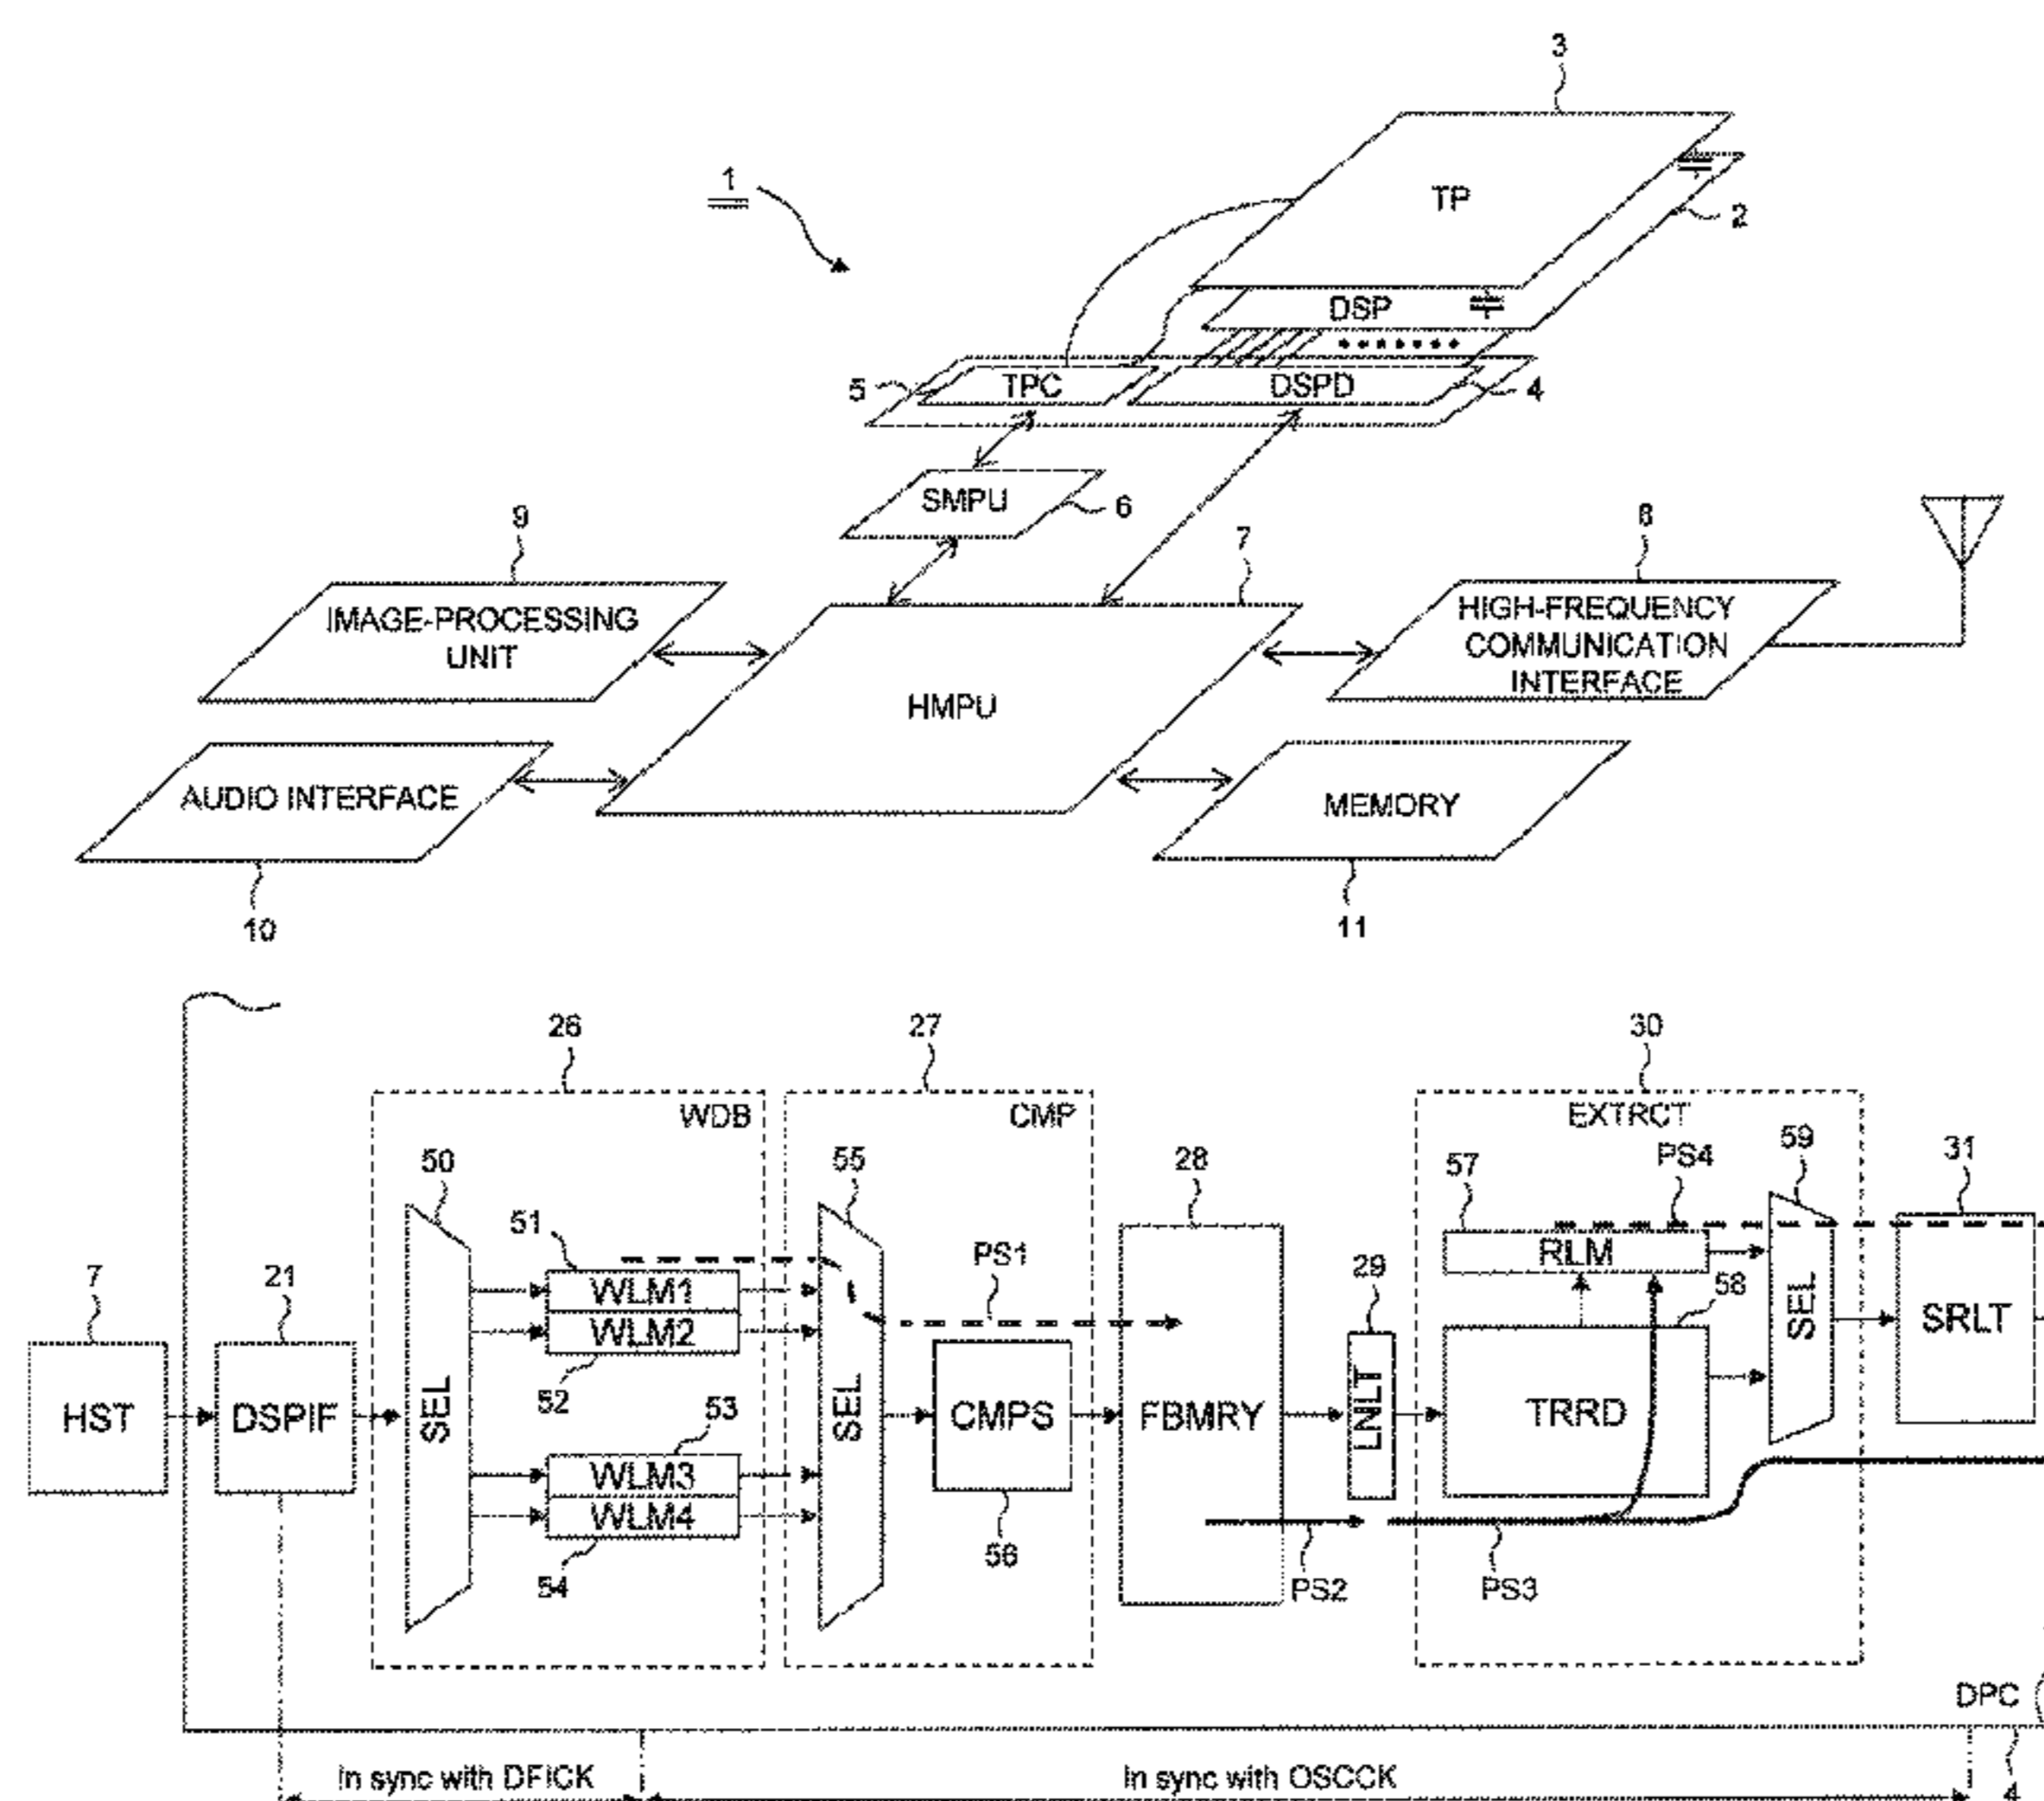 3
1
TP
2
DSP
5
TPC
DSPD
4
SMPU
6
9
7
8
IMAGE-PROCESSING
UNIT
HIGH-FREQUENCY
COMMUNICATION
INTERFACE
HMPU
AUDIO INTERFACE
MEMORY
10
11
26
27
30
WDB
CMP
EXTRCT
50
55
28
57
PS4
59
31
51
WLM1
WLM2
52
PS1
29
RLM
58
7
21
HST
DSPIF
SEL
53
WLM3
WLM4
54
SEL
CMPS
56
FBMRY
LNLT
TRRD
SEL
SRLT
PS2
PS3
DPC
In sync with DFICK
In sync with OSCCK
4